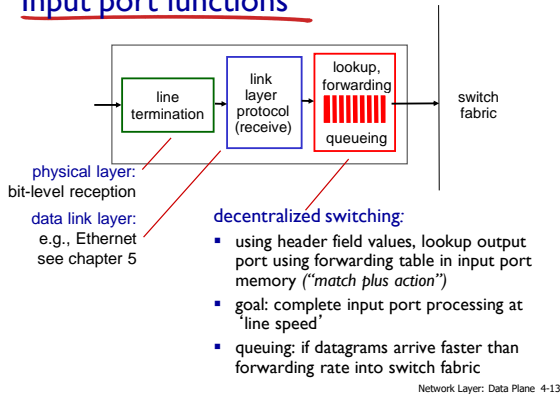 input port functions
line
termination
link
layer
protocol
(receive)
lookup,
forwarding
queueing
switch
fabric
physical layer:
bit-level reception
data link layer:
e.g., Ethernet
see chapter 5
decentralized switching:
▪ using header field values, lookup output
port using forwarding table in input port
memory (“match plus action”)
▪ goal: complete input port processing at
‘line speed’
▪ queuing: if datagrams arrive faster than
forwarding rate into switch fabric
Network Layer: Data Plane 4-13